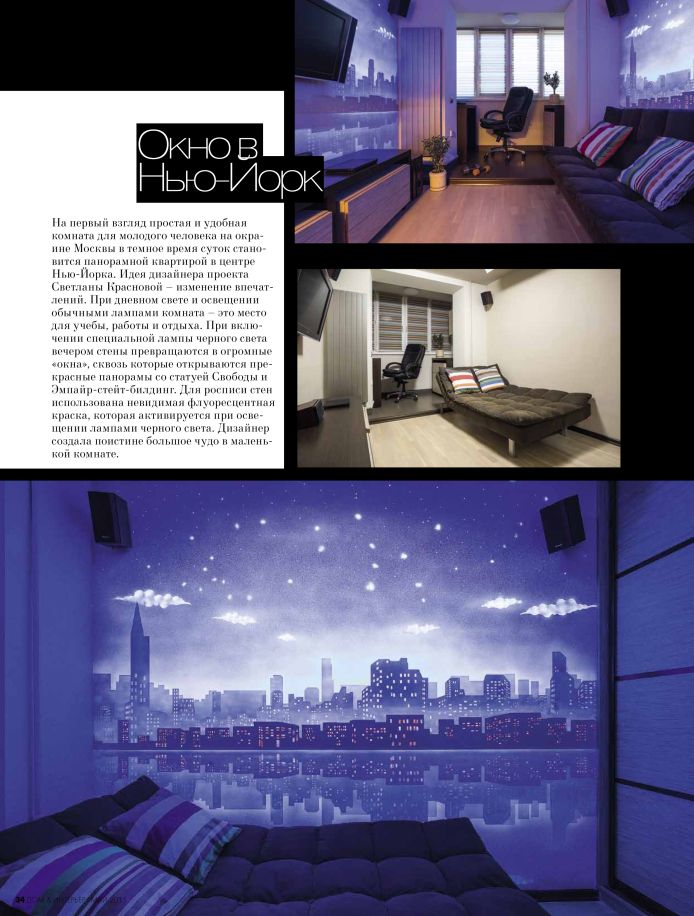 Окно в
Нью-Йорк
На первый взгляд простая и удобная
комната для молодого человека на окра-
ине Москвы в темное время суток стано-
вится панорамной квартирой в центре
Нью-Йорка. Идея дизайнера проекта
Светланы Красновой – изменение впечат-
лений. При дневном свете и освещении
обычными лампами комната – это место
для учебы, работы и отдыха. При вклю-
чении специальной лампы черного света
вечером стены превращаются в огромные
«окна», сквозь которые открываются пре-
красные панорамы со статуей Свободы и
Эмпайр-стейт-билдинг. Для росписи стен
использована невидимая флуоресцентная
краска, которая активируется при осве-
щении лампами черного света. Дизайнер
создала поистине большое чудо в малень-
кой комнате.
34 ДОМ & ИНТЕРЬЕР